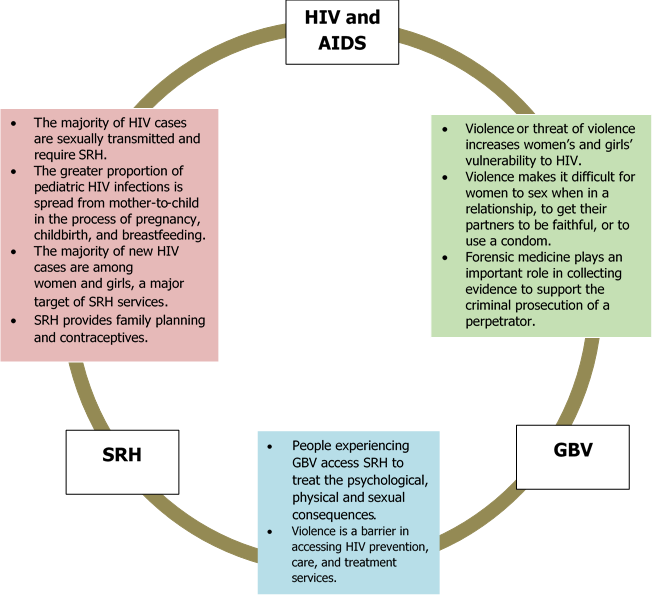 HIV and
AIDS
• The majority of HIV cases
are sexually transmitted and
require SRH.
• The greater proportion of
pediatric HIV infections is
spread from mother-to-child
in the process of pregnancy,
childbirth, and breastfeeding.
• The majority of new HIV
cases are among
women and girls, a major
target of SRH services.
• SRH provides family planning
and contraceptives.
• Violence or threat of violence
increases women's and girls'
vulnerability to HIV.
• Violence makes it difficult for
women to sex when in a
relationship, to get their
partners to be faithful, or to
use a condom.
• Forensic medicine plays an
important role in collecting
evidence to support the
criminal prosecution of a
perpetrator.
SRH
• People experiencing
GBV access SRH to
treat the psychological,
physical and sexual
consequences.
• Violence is a barrier in
accessing HIV prevention,
care, and treatment
services.
GBV